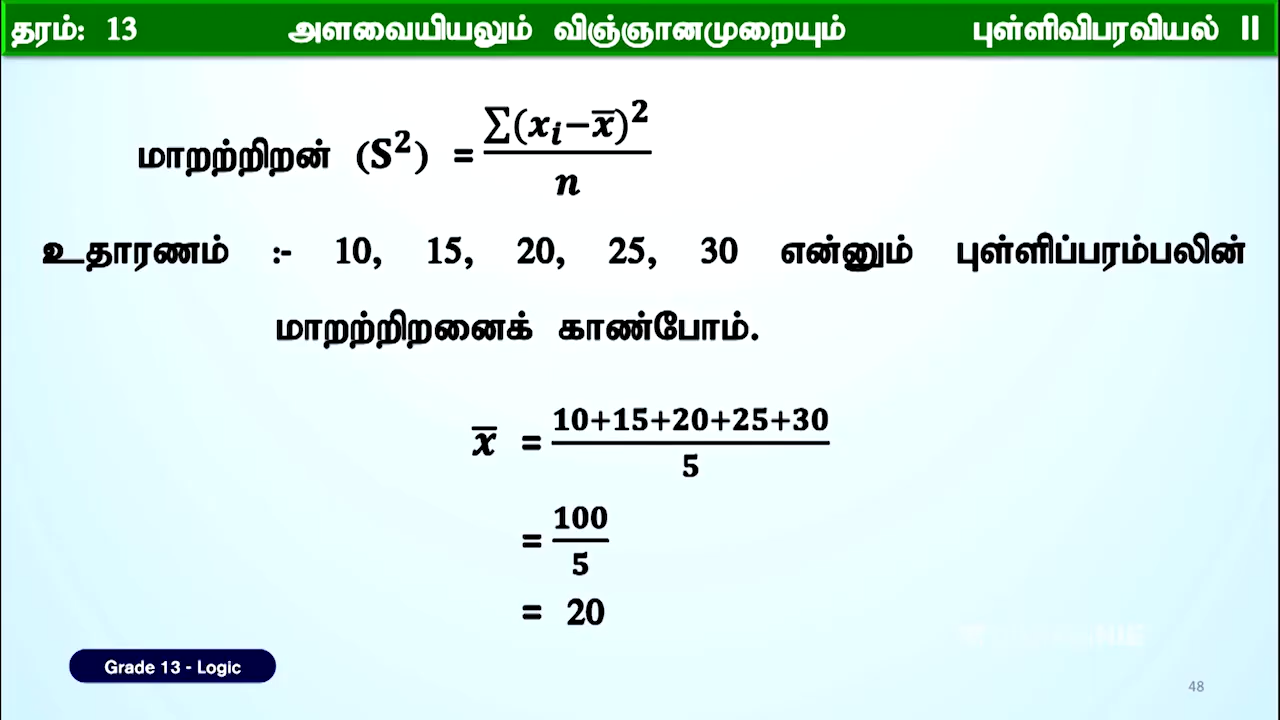 தரம்: 13 அளவையியலும் விஞ்ஞானமுறையும் புள்ளிவிபரவியல் II
மாறற்றிறன் (S²) = ∑(xᵢ−x̅)² / n
உதாரணம் :- 10, 15, 20, 25, 30 என்னும் புள்ளிப்பரம்பலின்
மாறற்றிறனைக் காண்போம்.
x̅ = 10+15+20+25+30 / 5
= 100 / 5
= 20
Grade 13 - Logic
48